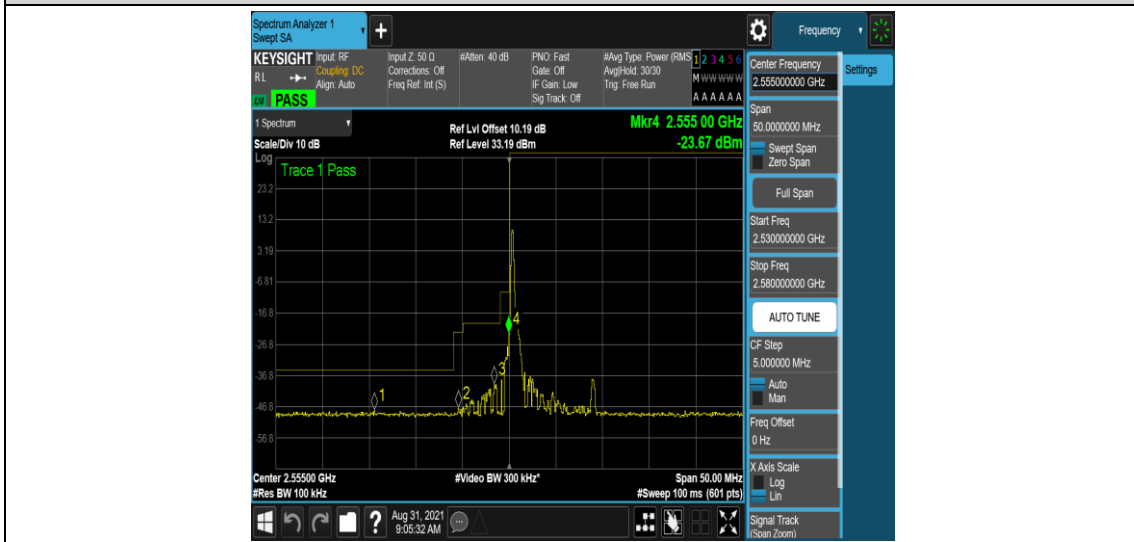 Spectrum Analyzer 1
Swept SA
+
Frequency
KEYSIGHT
RL
PASS
Input: RF
Coupling: DC
Align: Auto
Input Z: 50 Ω
Corrections: Off
Freq Ref: Int (S)
#Atten: 40 dB
PNO: Fast
Gate: Off
IF Gain: Low
Sig Track: Off
#Avg Type: Power (RMS
Avg|Hold: 30/30
Trig: Free Run
1 2 3 4 5 6
M W W W W W
A A A A A A
1 Spectrum
Scale/Div 10 dB
Ref Lvl Offset 10.19 dB
Ref Level 33.19 dBm
Mkr4 2.555 00 GHz
-23.67 dBm
Log
Trace 1 Pass
23.2
13.2
3.19
-6.81
-16.8
-26.8
-36.8
-46.8
-56.8
1
2
3
4
Center 2.55500 GHz
#Res BW 100 kHz
#Video BW 300 kHz*
Span 50.00 MHz
#Sweep 100 ms (601 pts)
?
Aug 31, 2021
9:05:32 AM
Center Frequency
2.555000000 GHz
Settings
Span
50.0000000 MHz
Swept Span
Zero Span
Full Span
Start Freq
2.530000000 GHz
Stop Freq
2.580000000 GHz
AUTO TUNE
CF Step
5.000000 MHz
Auto
Man
Freq Offset
0 Hz
X Axis Scale
Log
Lin
Signal Track
(Span Zoom)